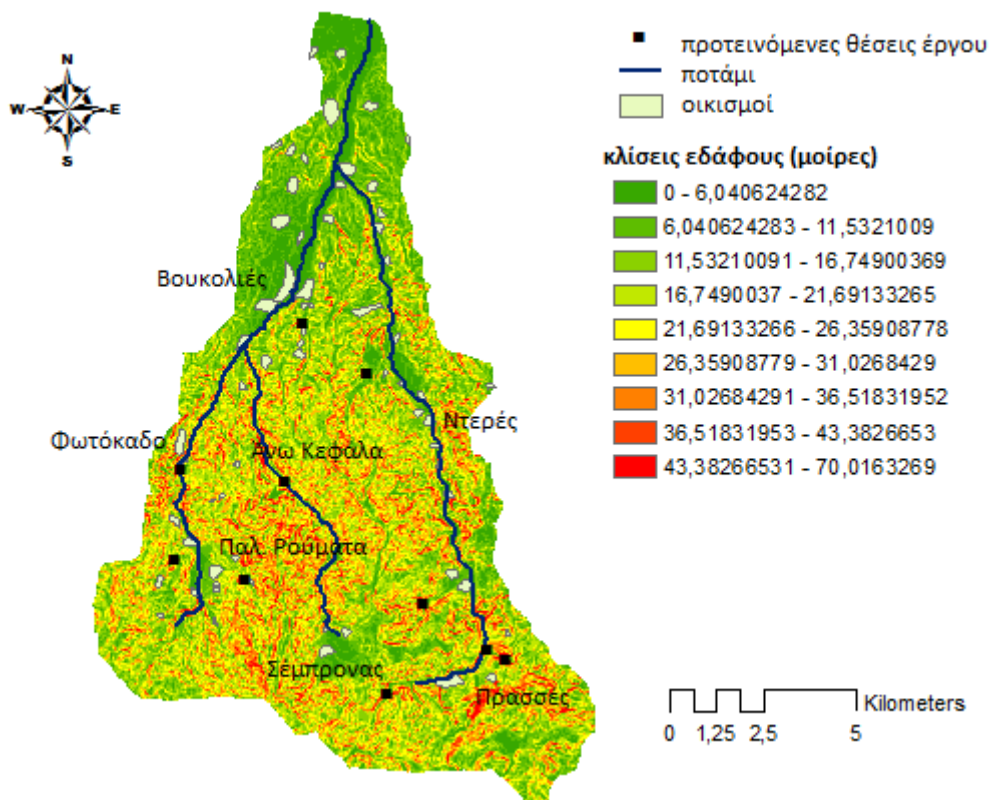 N
W E
S
προτεινόμενες θέσεις έργου
ποτάμι
οικισμοί
κλίσεις εδάφους (μοίρες)
0 - 6,040624282
6,040624283 - 11,5321009
11,53210091 - 16,74900369
16,7490037 - 21,69133265
21,69133266 - 26,35908778
26,35908779 - 31,0268429
31,02684291 - 36,51831952
36,51831953 - 43,3826653
43,38266531 - 70,0163269
Βουκολιές
Ντερές
Φωτόκαδο
Άνω Κεφάλα
Παλ. Ρούματα
Σέμπρονας
Πρασσές
Kilometers
0 1,25 2,5 5